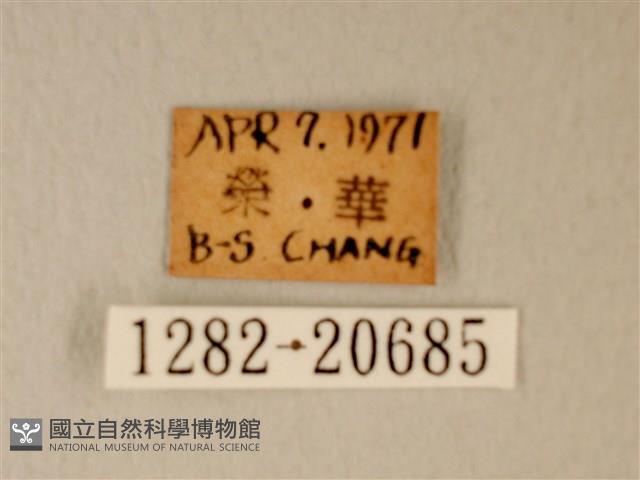 APR 7. 1971
榮・華
B-S. CHANG
1282-20685
國立自然科學博物館
NATIONAL MUSEUM OF NATURAL SCIENCE